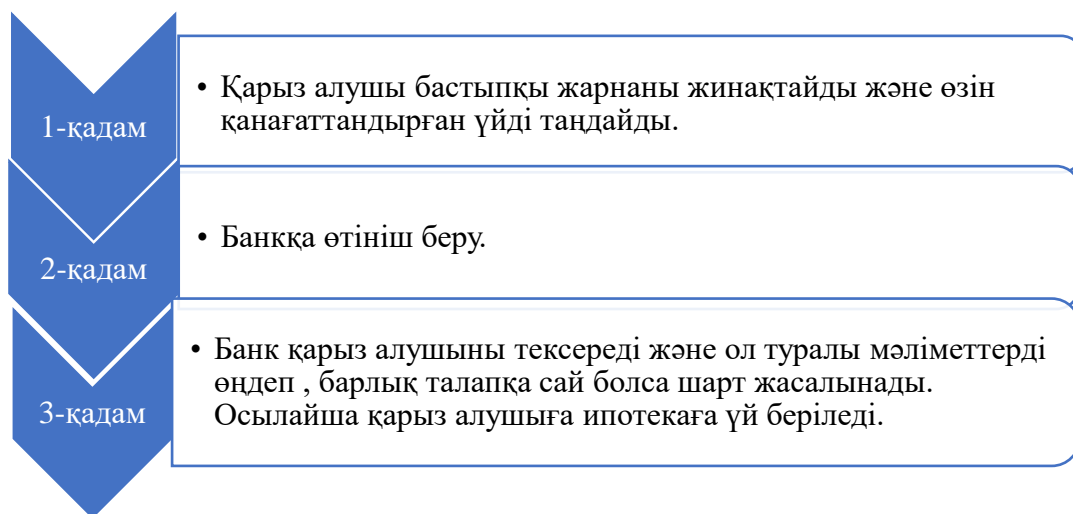 1-қадам
• Қарыз алушы бастыпқы жарнаны жинақтайды және өзін
қанағаттандырған үйді таңдайды.
2-қадам
• Банкқа өтініш беру.
3-қадам
• Банк қарыз алушыны тексереді және ол туралы мәліметтерді
өңдеп , барлық талапқа сай болса шарт жасалынады.
Осылайша қарыз алушыға ипотекаға үй беріледі.